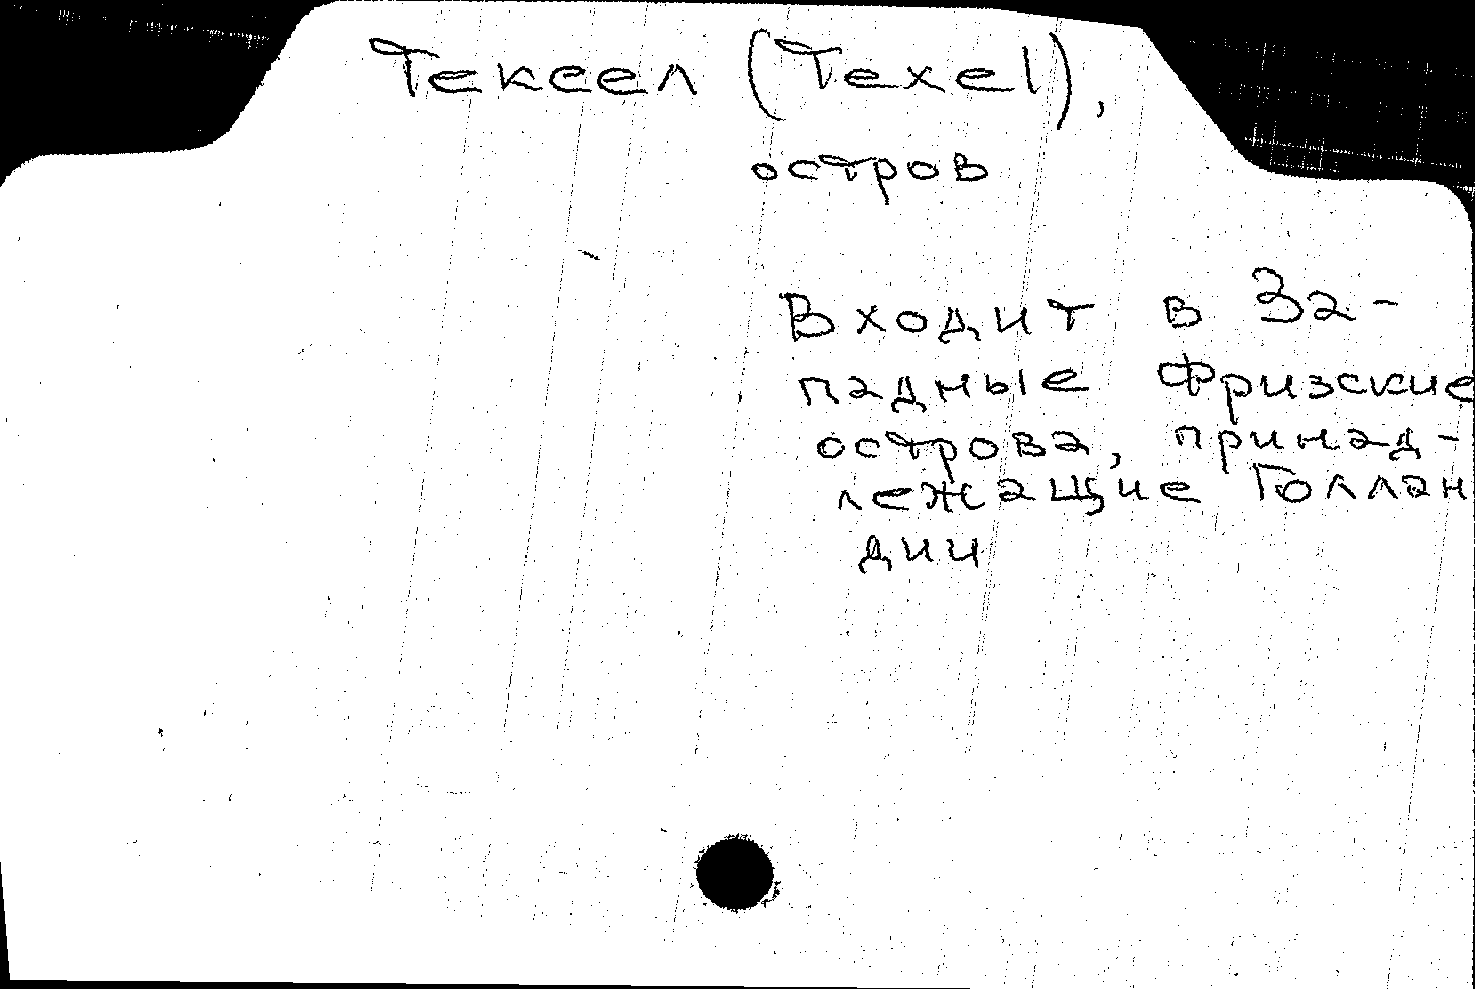 Тексел (Texel),
остров
Входит в За-
падные Фризские
острова, принад-
лежащие Голлан
дии